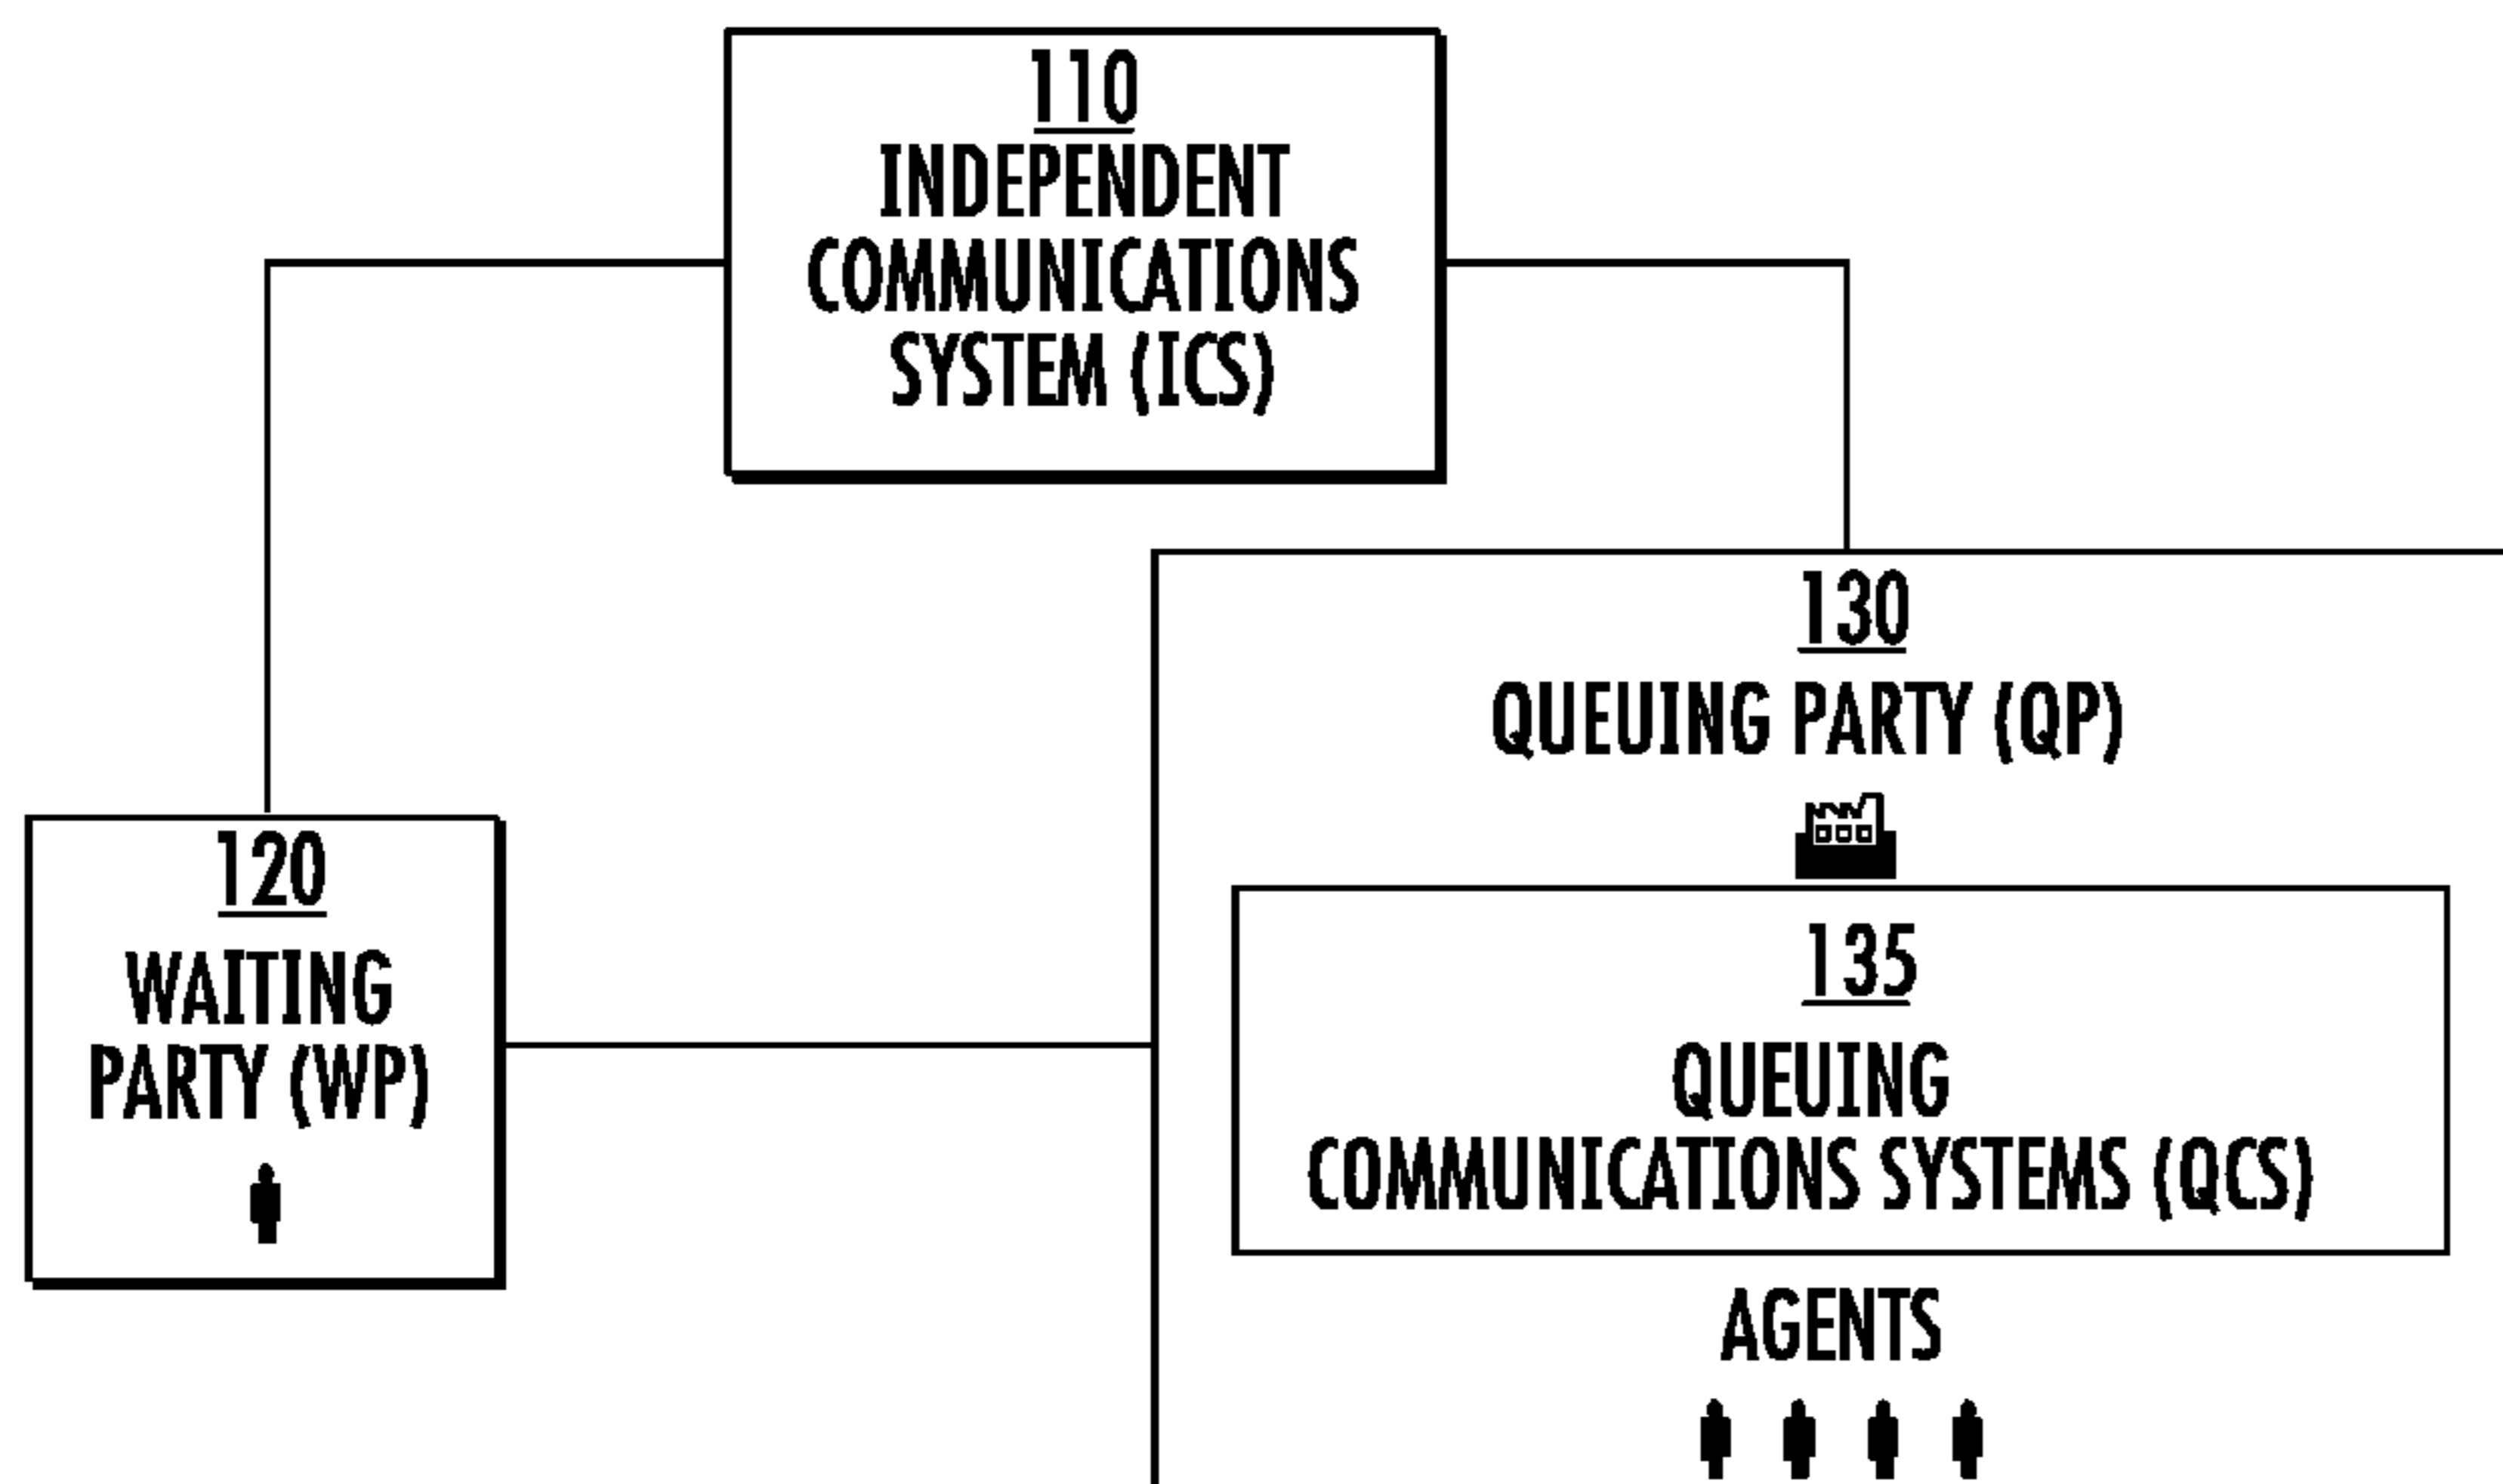 110
INDEPENDENT
COMMUNICATIONS
SYSTEM (ICS)
130
QUEUING PARTY (QP)
120
WAITING
PARTY (WP)
135
QUEUING
COMMUNICATIONS SYSTEMS (QCS)
AGENTS